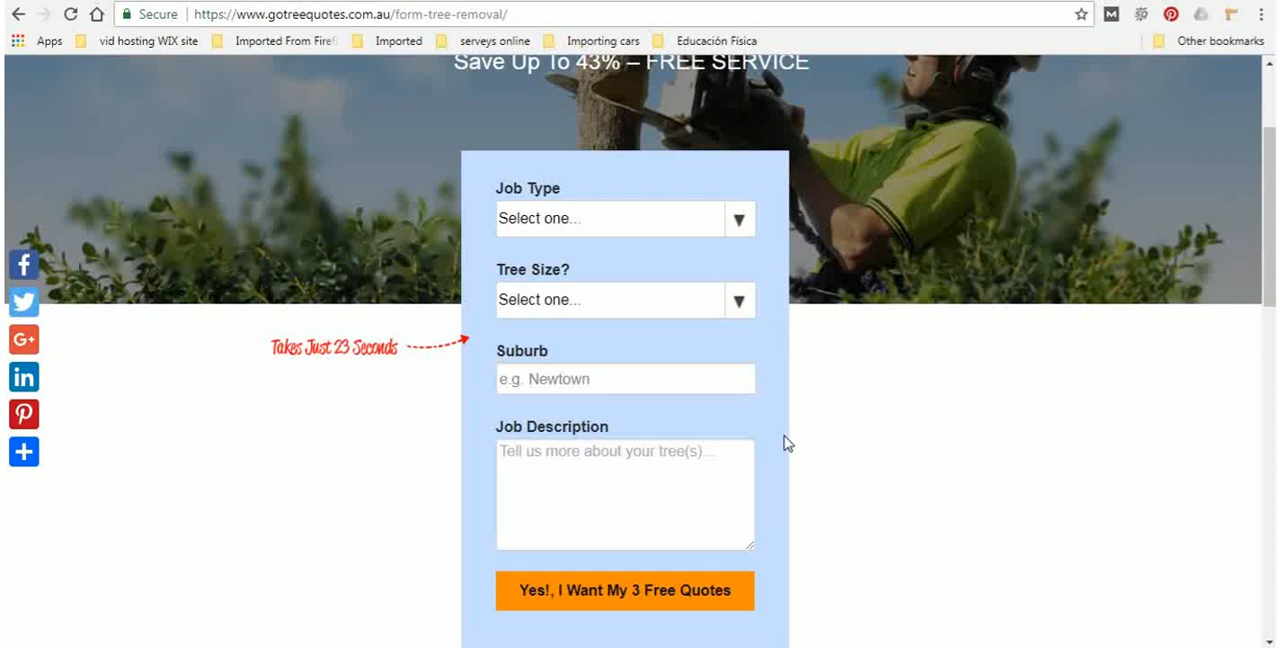 Secure https://www.gotreequotes.com.au/form-tree-removal/
Apps vid hosting WIX site Imported From Firef Imported serveys online Importing cars Educación Física Other bookmarks
Save Up To 43% – FREE SERVICE
Job Type
Select one...
Tree Size?
Select one...
Takes Just 23 Seconds
Suburb
e.g. Newtown
Job Description
Tell us more about your tree(s)...
Yes!, I Want My 3 Free Quotes